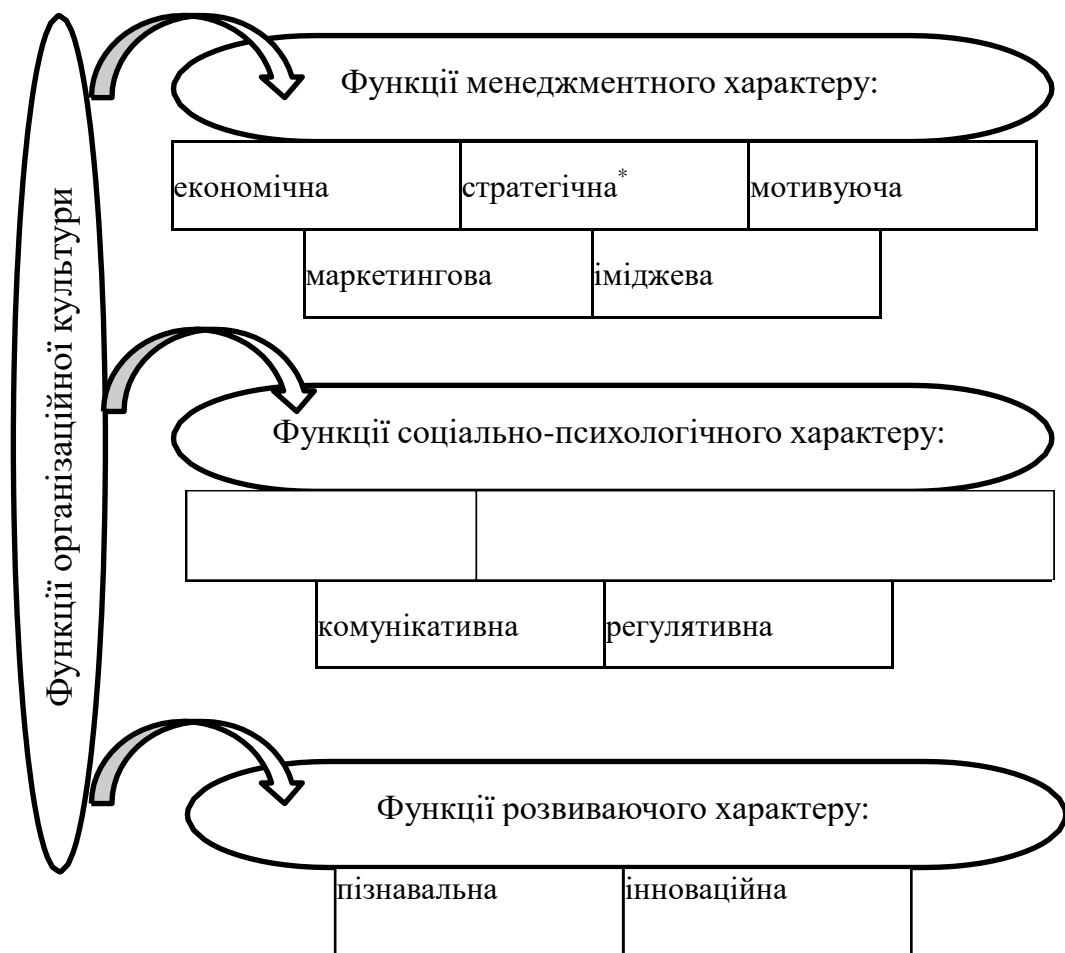 Функції організаційної культури
Функції менеджментного характеру:
економічна
стратегічна*
мотивуюча
маркетингова
іміджева
Функції соціально-психологічного характеру:
комунікативна
регулятивна
Функції розвиваючого характеру:
пізнавальна
інноваційна